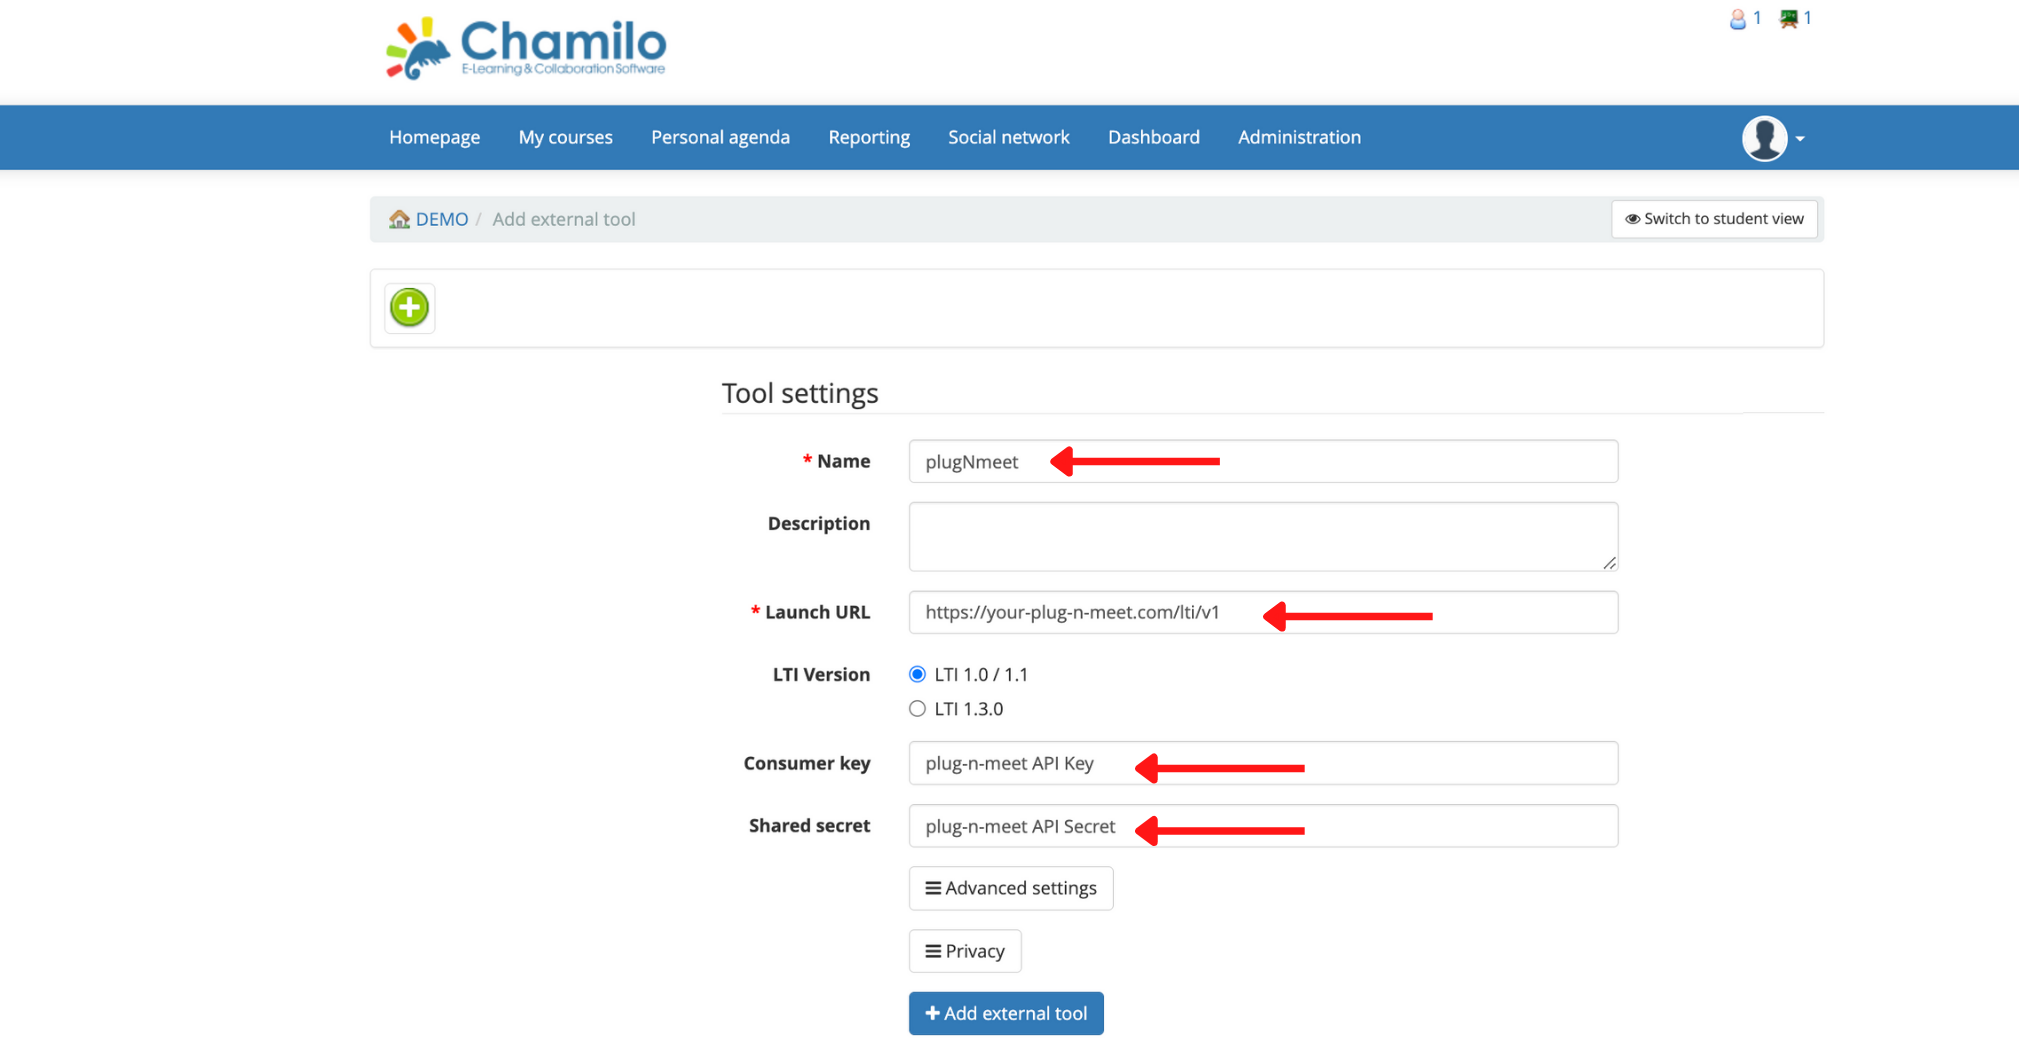 Chamilo
E-Learning & Collaboration Software
1 1
Homepage My courses Personal agenda Reporting Social network Dashboard Administration
DEMO / Add external tool
Switch to student view
Tool settings
* Name plugNmeet
Description
* Launch URL https://your-plug-n-meet.com/lti/v1
LTI Version LTI 1.0 / 1.1
LTI 1.3.0
Consumer key plug-n-meet API Key
Shared secret plug-n-meet API Secret
Advanced settings
Privacy
Add external tool